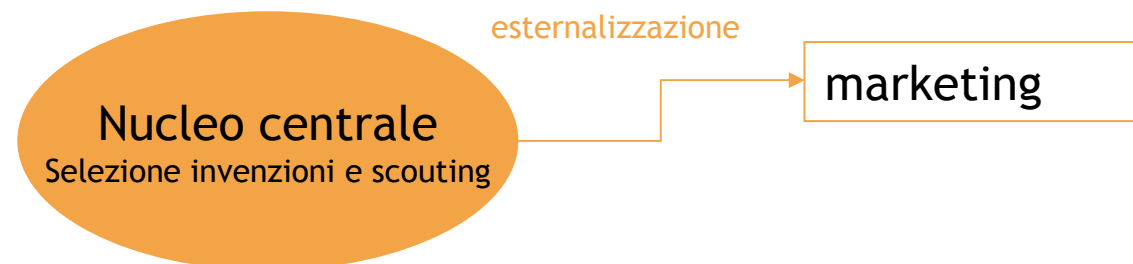 esternalizzazione
marketing
Nucleo centrale
Selezione invenzioni e scouting